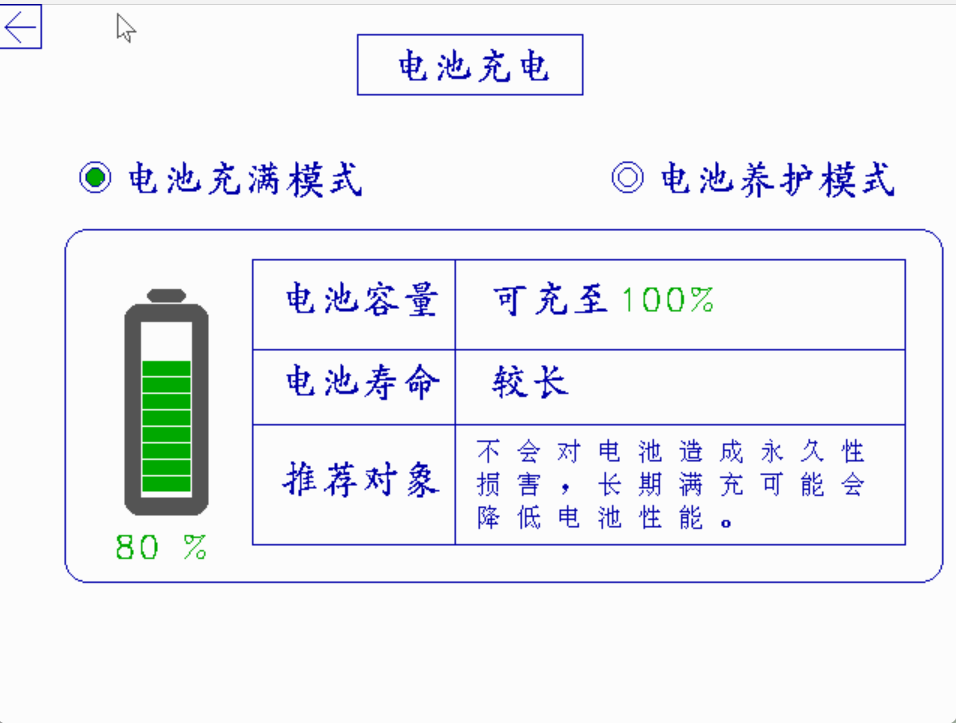 电池充电
电池充满模式
电池养护模式
电池容量
可充至100%
电池寿命
较长
推荐对象
不会对电池造成永久性
损害，长期满充可能会
降低电池性能。
80 %